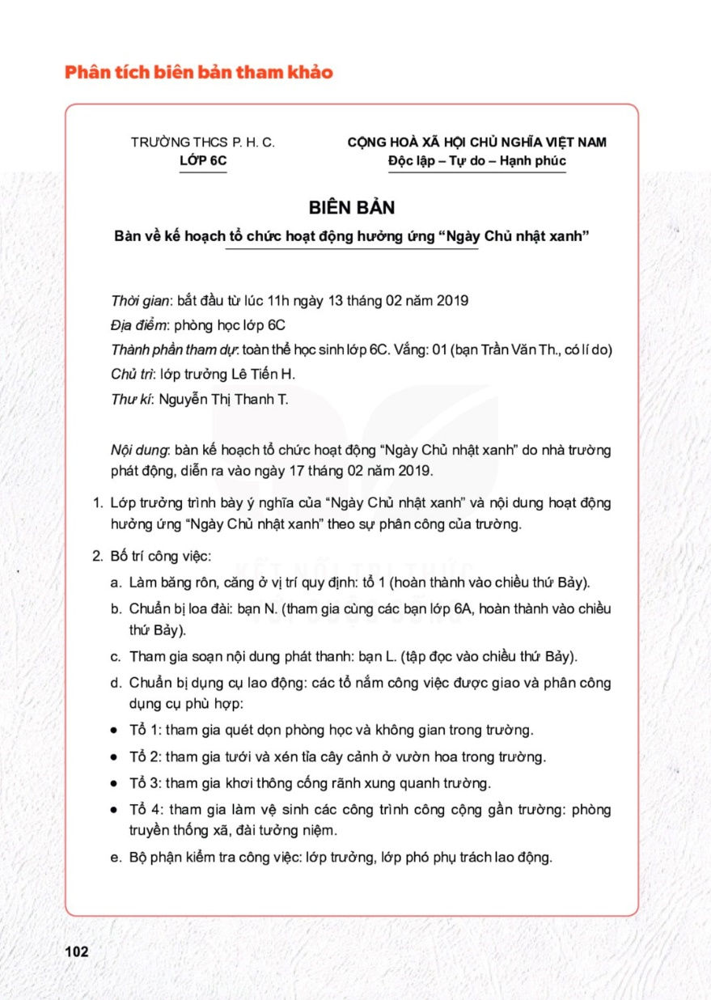 Phân tích biên bản tham khảo
TRƯỜNG THCS P. H. C.
LỚP 6C
CỘNG HOÀ XÃ HỘI CHỦ NGHĨA VIỆT NAM
Độc lập – Tự do – Hạnh phúc
BIÊN BẢN
Bàn về kế hoạch tổ chức hoạt động hưởng ứng “Ngày Chủ nhật xanh”
Thời gian: bắt đầu từ lúc 11h ngày 13 tháng 02 năm 2019
Địa điểm: phòng học lớp 6C
Thành phần tham dự: toàn thể học sinh lớp 6C. Vắng: 01 (bạn Trần Văn Th., có lí do)
Chủ trì: lớp trưởng Lê Tiến H.
Thư kí: Nguyễn Thị Thanh T.
Nội dung: bàn kế hoạch tổ chức hoạt động “Ngày Chủ nhật xanh” do nhà trường
phát động, diễn ra vào ngày 17 tháng 02 năm 2019.
1. Lớp trưởng trình bày ý nghĩa của “Ngày Chủ nhật xanh” và nội dung hoạt động
hưởng ứng “Ngày Chủ nhật xanh” theo sự phân công của trường.
2. Bố trí công việc:
a. Làm băng rôn, căng ở vị trí quy định: tổ 1 (hoàn thành vào chiều thứ Bảy).
b. Chuẩn bị loa đài: bạn N. (tham gia cùng các bạn lớp 6A, hoàn thành vào chiều
thứ Bảy).
c. Tham gia soạn nội dung phát thanh: bạn L. (tập đọc vào chiều thứ Bảy).
d. Chuẩn bị dụng cụ lao động: các tổ nắm công việc được giao và phân công
dụng cụ phù hợp:
• Tổ 1: tham gia quét dọn phòng học và không gian trong trường.
• Tổ 2: tham gia tưới và xén tỉa cây cảnh ở vườn hoa trong trường.
• Tổ 3: tham gia khơi thông cống rãnh xung quanh trường.
• Tổ 4: tham gia làm vệ sinh các công trình công cộng gần trường: phòng
truyền thống xã, đài tưởng niệm.
e. Bộ phận kiểm tra công việc: lớp trưởng, lớp phó phụ trách lao động.
KẾT NỐI TRI THỨC
VỚI CUỘC SỐNG
102